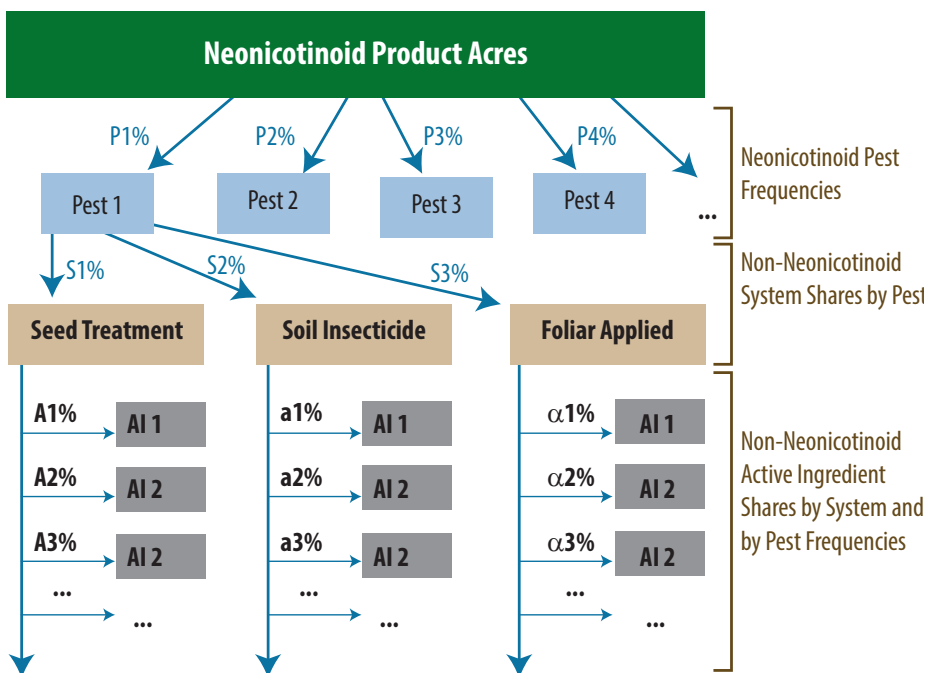 Neonicotinoid Product Acres
P1%
P2%
P3%
P4%
Neonicotinoid Pest
Frequencies
Pest 1
Pest 2
Pest 3
Pest 4
...
S1%
S2%
S3%
Non-Neonicotinoid
System Shares by Pest
Seed Treatment
Soil Insecticide
Foliar Applied
A1%
AI 1
a1%
AI 1
α1%
AI 1
A2%
AI 2
a2%
AI 2
α2%
AI 2
A3%
AI 2
a3%
AI 2
α3%
AI 2
...
...
...
...
...
...
Non-Neonicotinoid
Active Ingredient
Shares by System and
by Pest Frequencies